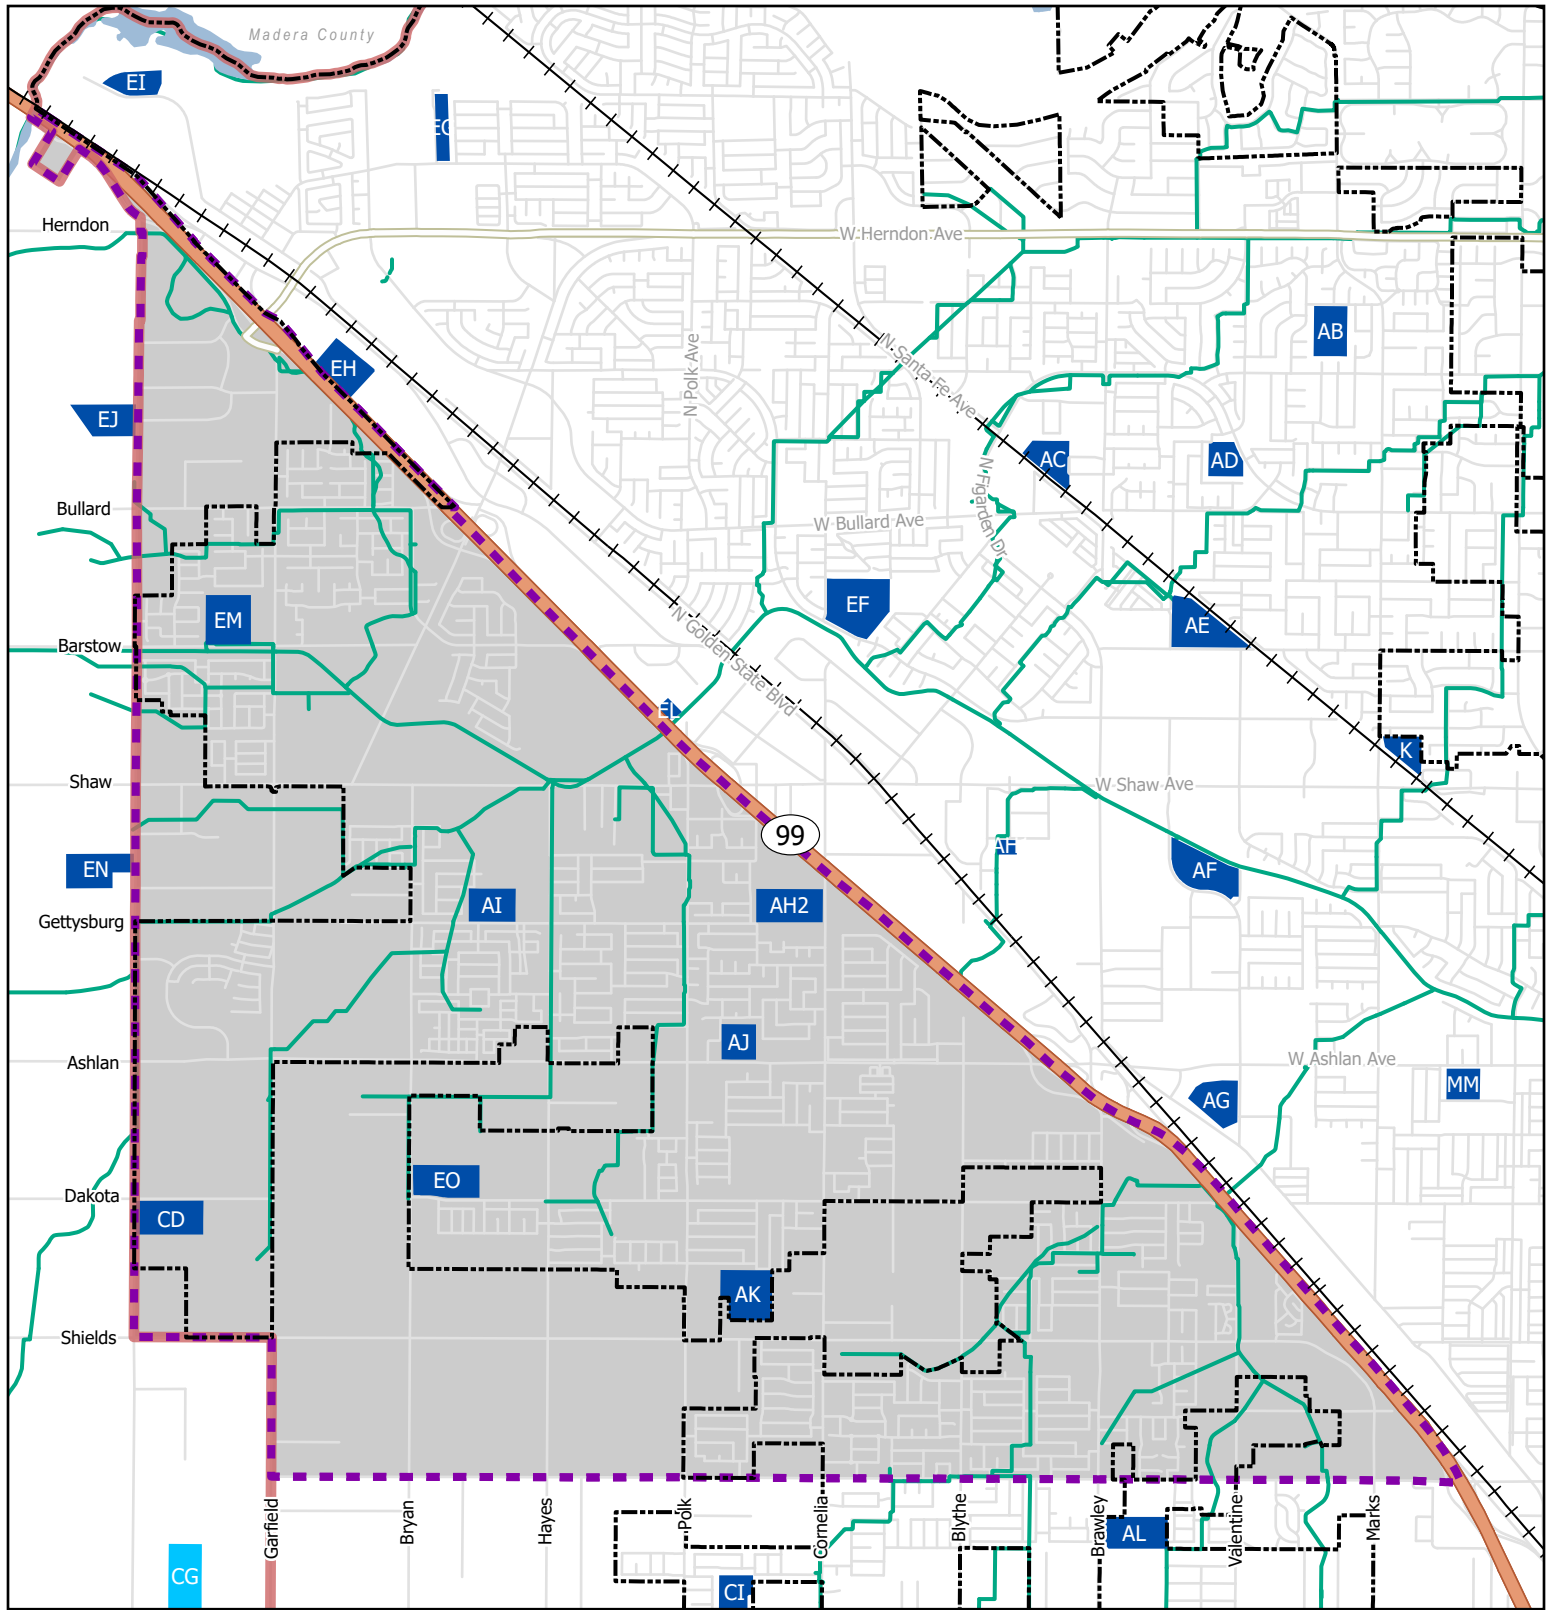 Madera County
EI
Herndon
W Herndon Ave
AB
EH
N Polk Ave
N Santa Fe Ave
EJ
AC
AD
N Figarden Dr
Bullard
W Bullard Ave
EF
EM
AE
Barstow
N Golden State Blvd
EL
K
Shaw
W Shaw Ave
99
AH
EN
AF
AI
AH2
Gettysburg
AJ
Ashlan
W Ashlan Ave
MM
AG
EO
Dakota
CD
AK
Shields
Garfield
Bryan
Hayes
Polk
Cornelia
Blythe
Brawley
Valentine
Marks
AL
CG
CI